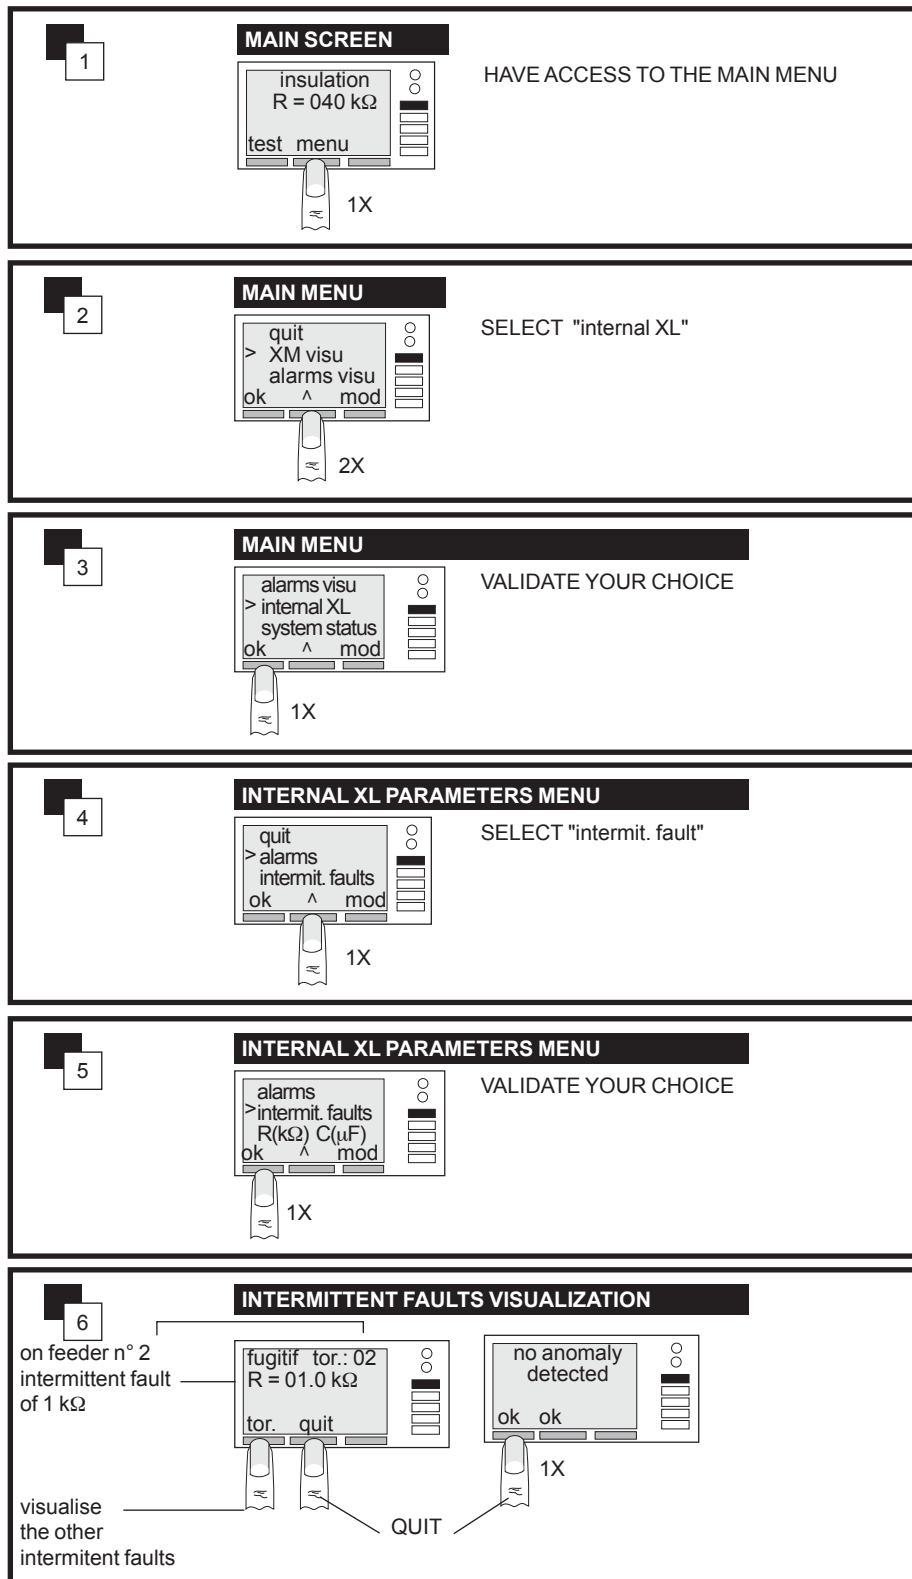 1
MAIN SCREEN
insulation
R = 040 kΩ
test menu
1X
HAVE ACCESS TO THE MAIN MENU
2
MAIN MENU
quit
> XM visu
alarms visu
ok ^ mod
2X
SELECT "internal XL"
3
MAIN MENU
alarms visu
> internal XL
system status
ok ^ mod
1X
VALIDATE YOUR CHOICE
4
INTERNAL XL PARAMETERS MENU
quit
> alarms
intermit. faults
ok ^ mod
1X
SELECT "intermit. fault"
5
INTERNAL XL PARAMETERS MENU
alarms
> intermit. faults
R(kΩ) C(µF)
ok ^ mod
1X
VALIDATE YOUR CHOICE
6
INTERMITTENT FAULTS VISUALIZATION
on feeder n° 2
intermittent fault
of 1 kΩ
fugitif tor.: 02
R = 01.0 kΩ
tor. quit
no anomaly
detected
ok ok
1X
visualise
the other
intermitent faults
QUIT